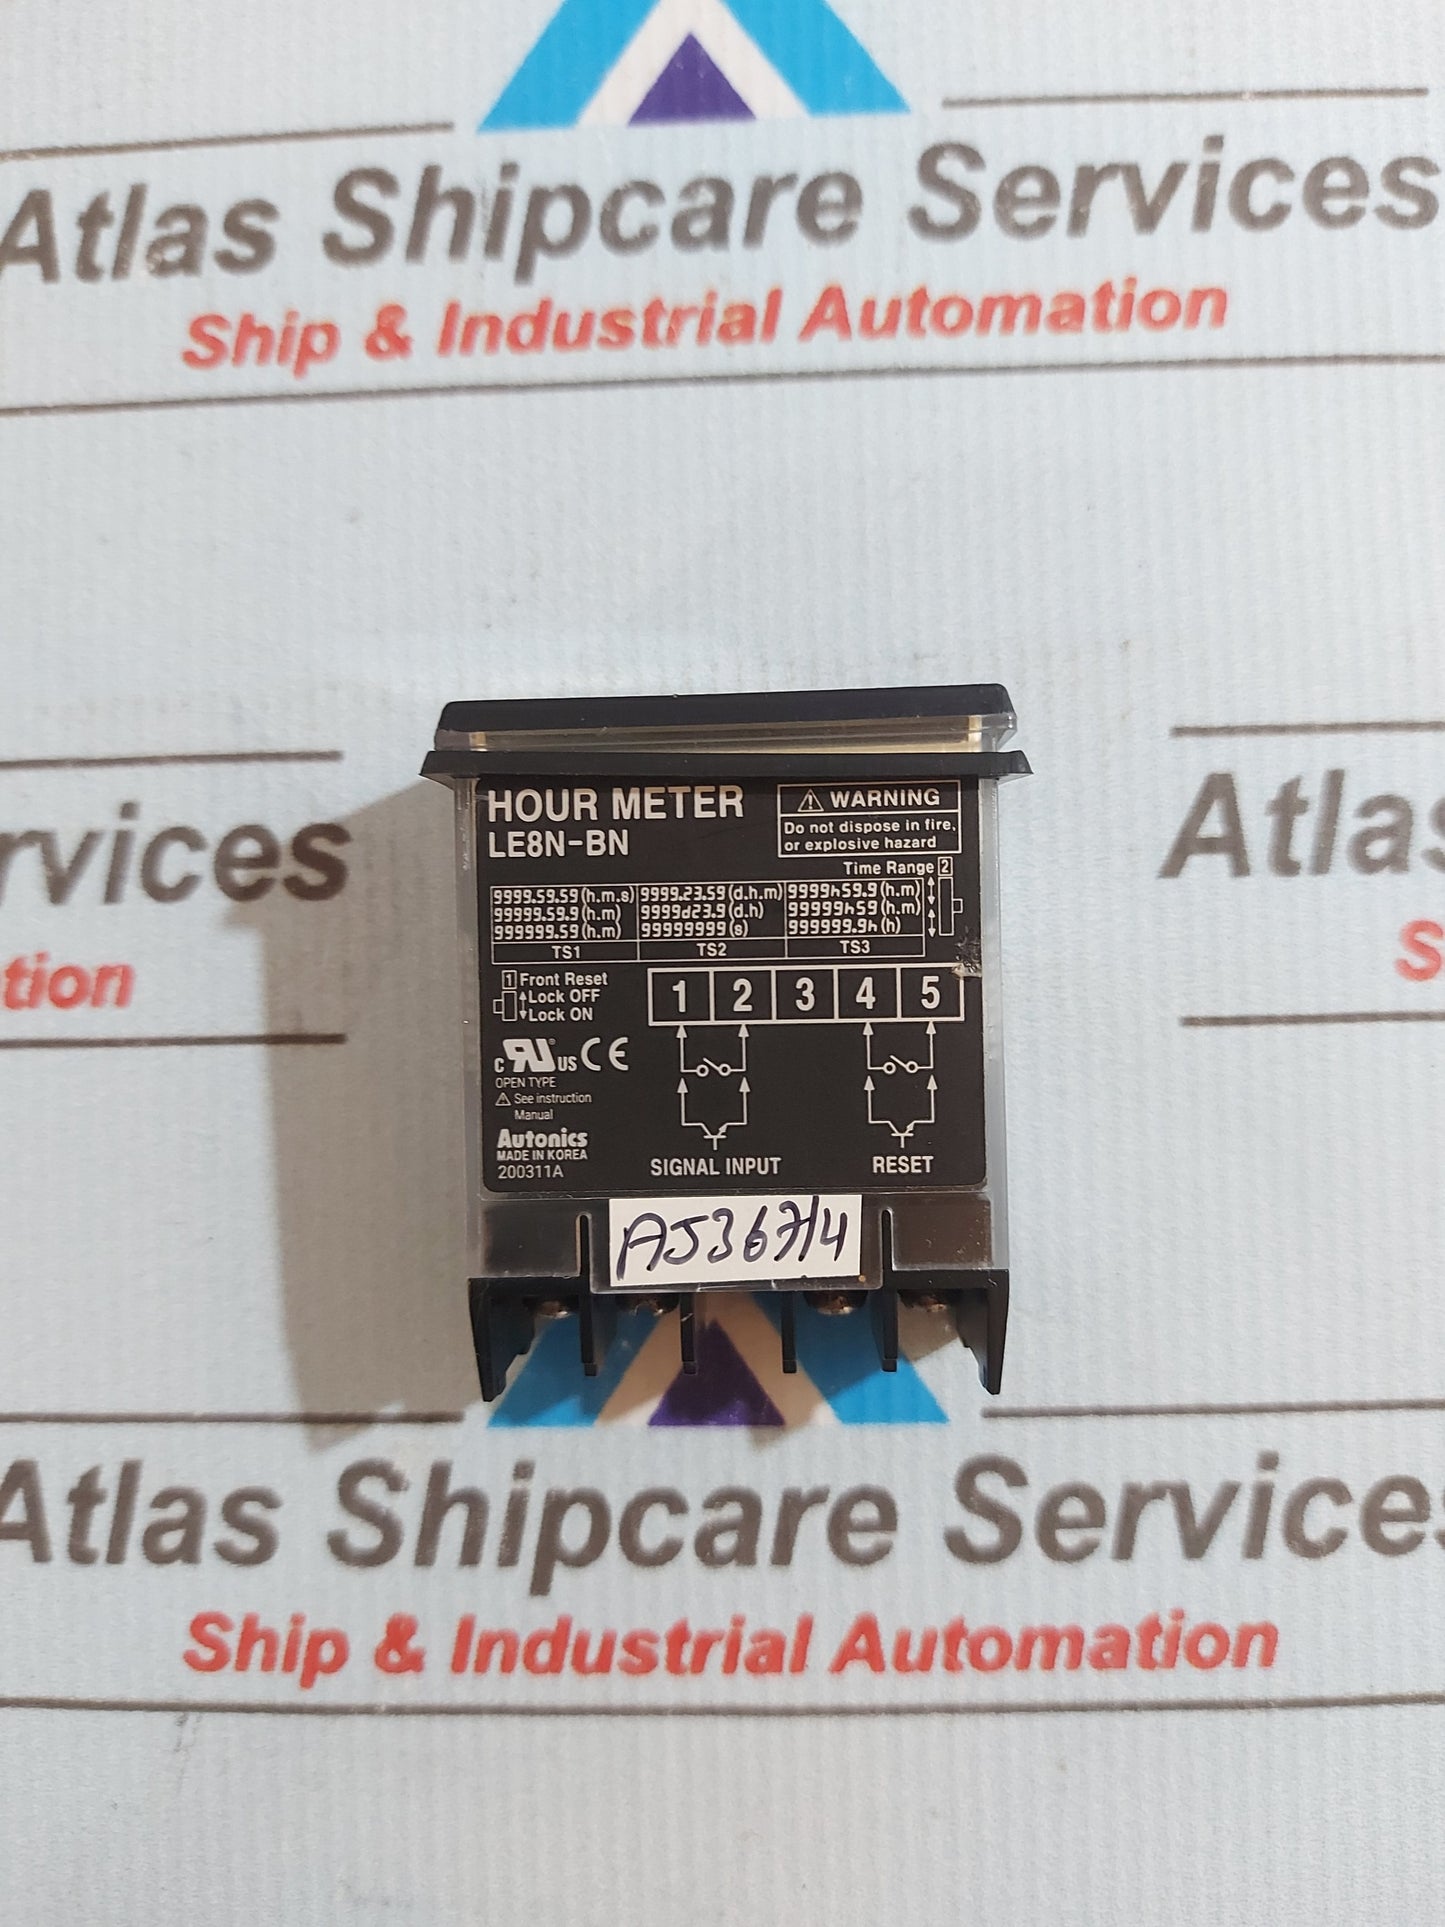 Atlas Shipcare Services
Ship & Industrial Automation
HOUR METER
LE8N-BN
⚠ WARNING
Do not dispose in fire,
or explosive hazard
Time Range 2
9999.59.59 (h.m.s) 9999.23.59 (d.h.m) 9999h59.9 (h.m)
99999.59.9 (h.m) 9999d23.9 (d.h) 99999h59 (h.m)
999999.59 (h.m) 99999999 (s) 999999.9h (h)
TS1 TS2 TS3
1 Front Reset
Lock OFF
Lock ON
1 2 3 4 5
c RU ® US CE
OPEN TYPE
⚠ See instruction
Manual
Autonics
MADE IN KOREA
200311A
SIGNAL INPUT RESET
AJ367/4
rvices
tion
Atlas
S
Atlas Shipcare Services
Ship & Industrial Automation